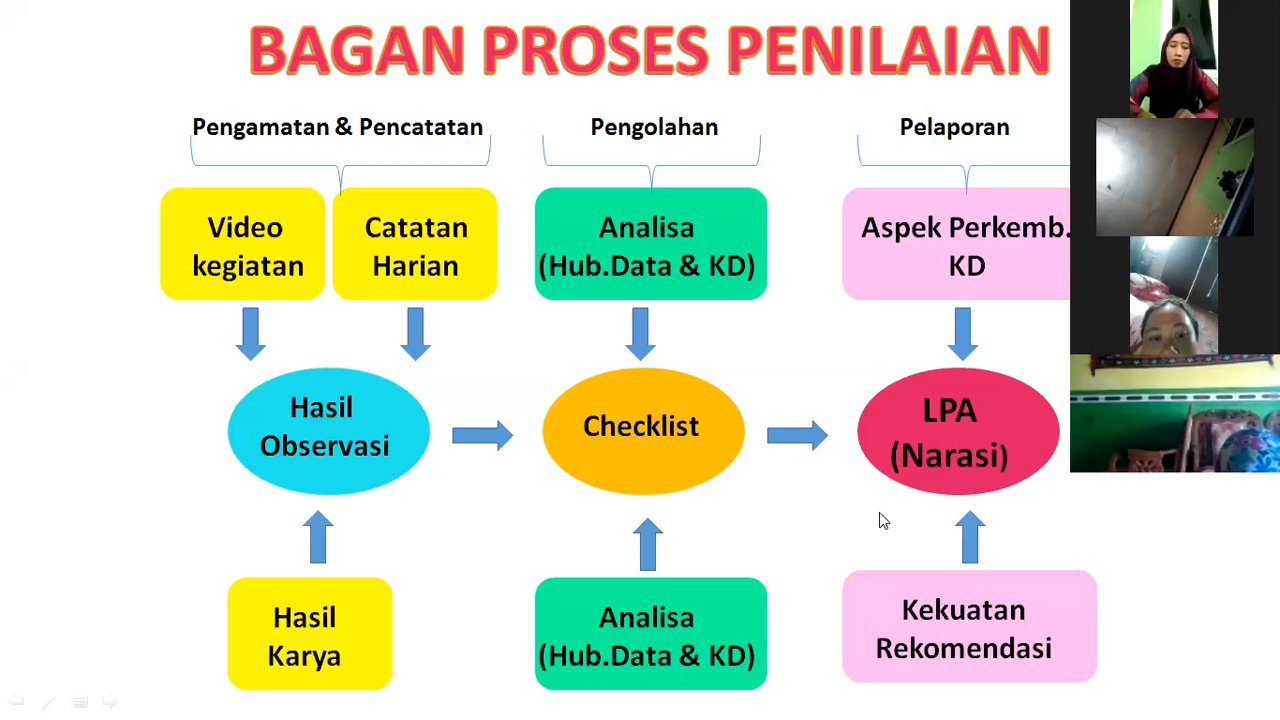 BAGAN PROSES PENILAIAN
Pengamatan & Pencatatan
Pengolahan
Pelaporan
Video
kegiatan
Catatan
Harian
Analisa
(Hub.Data & KD)
Aspek Perkemb.
KD
Hasil
Observasi
Checklist
LPA
(Narasi)
Hasil
Karya
Analisa
(Hub.Data & KD)
Kekuatan
Rekomendasi